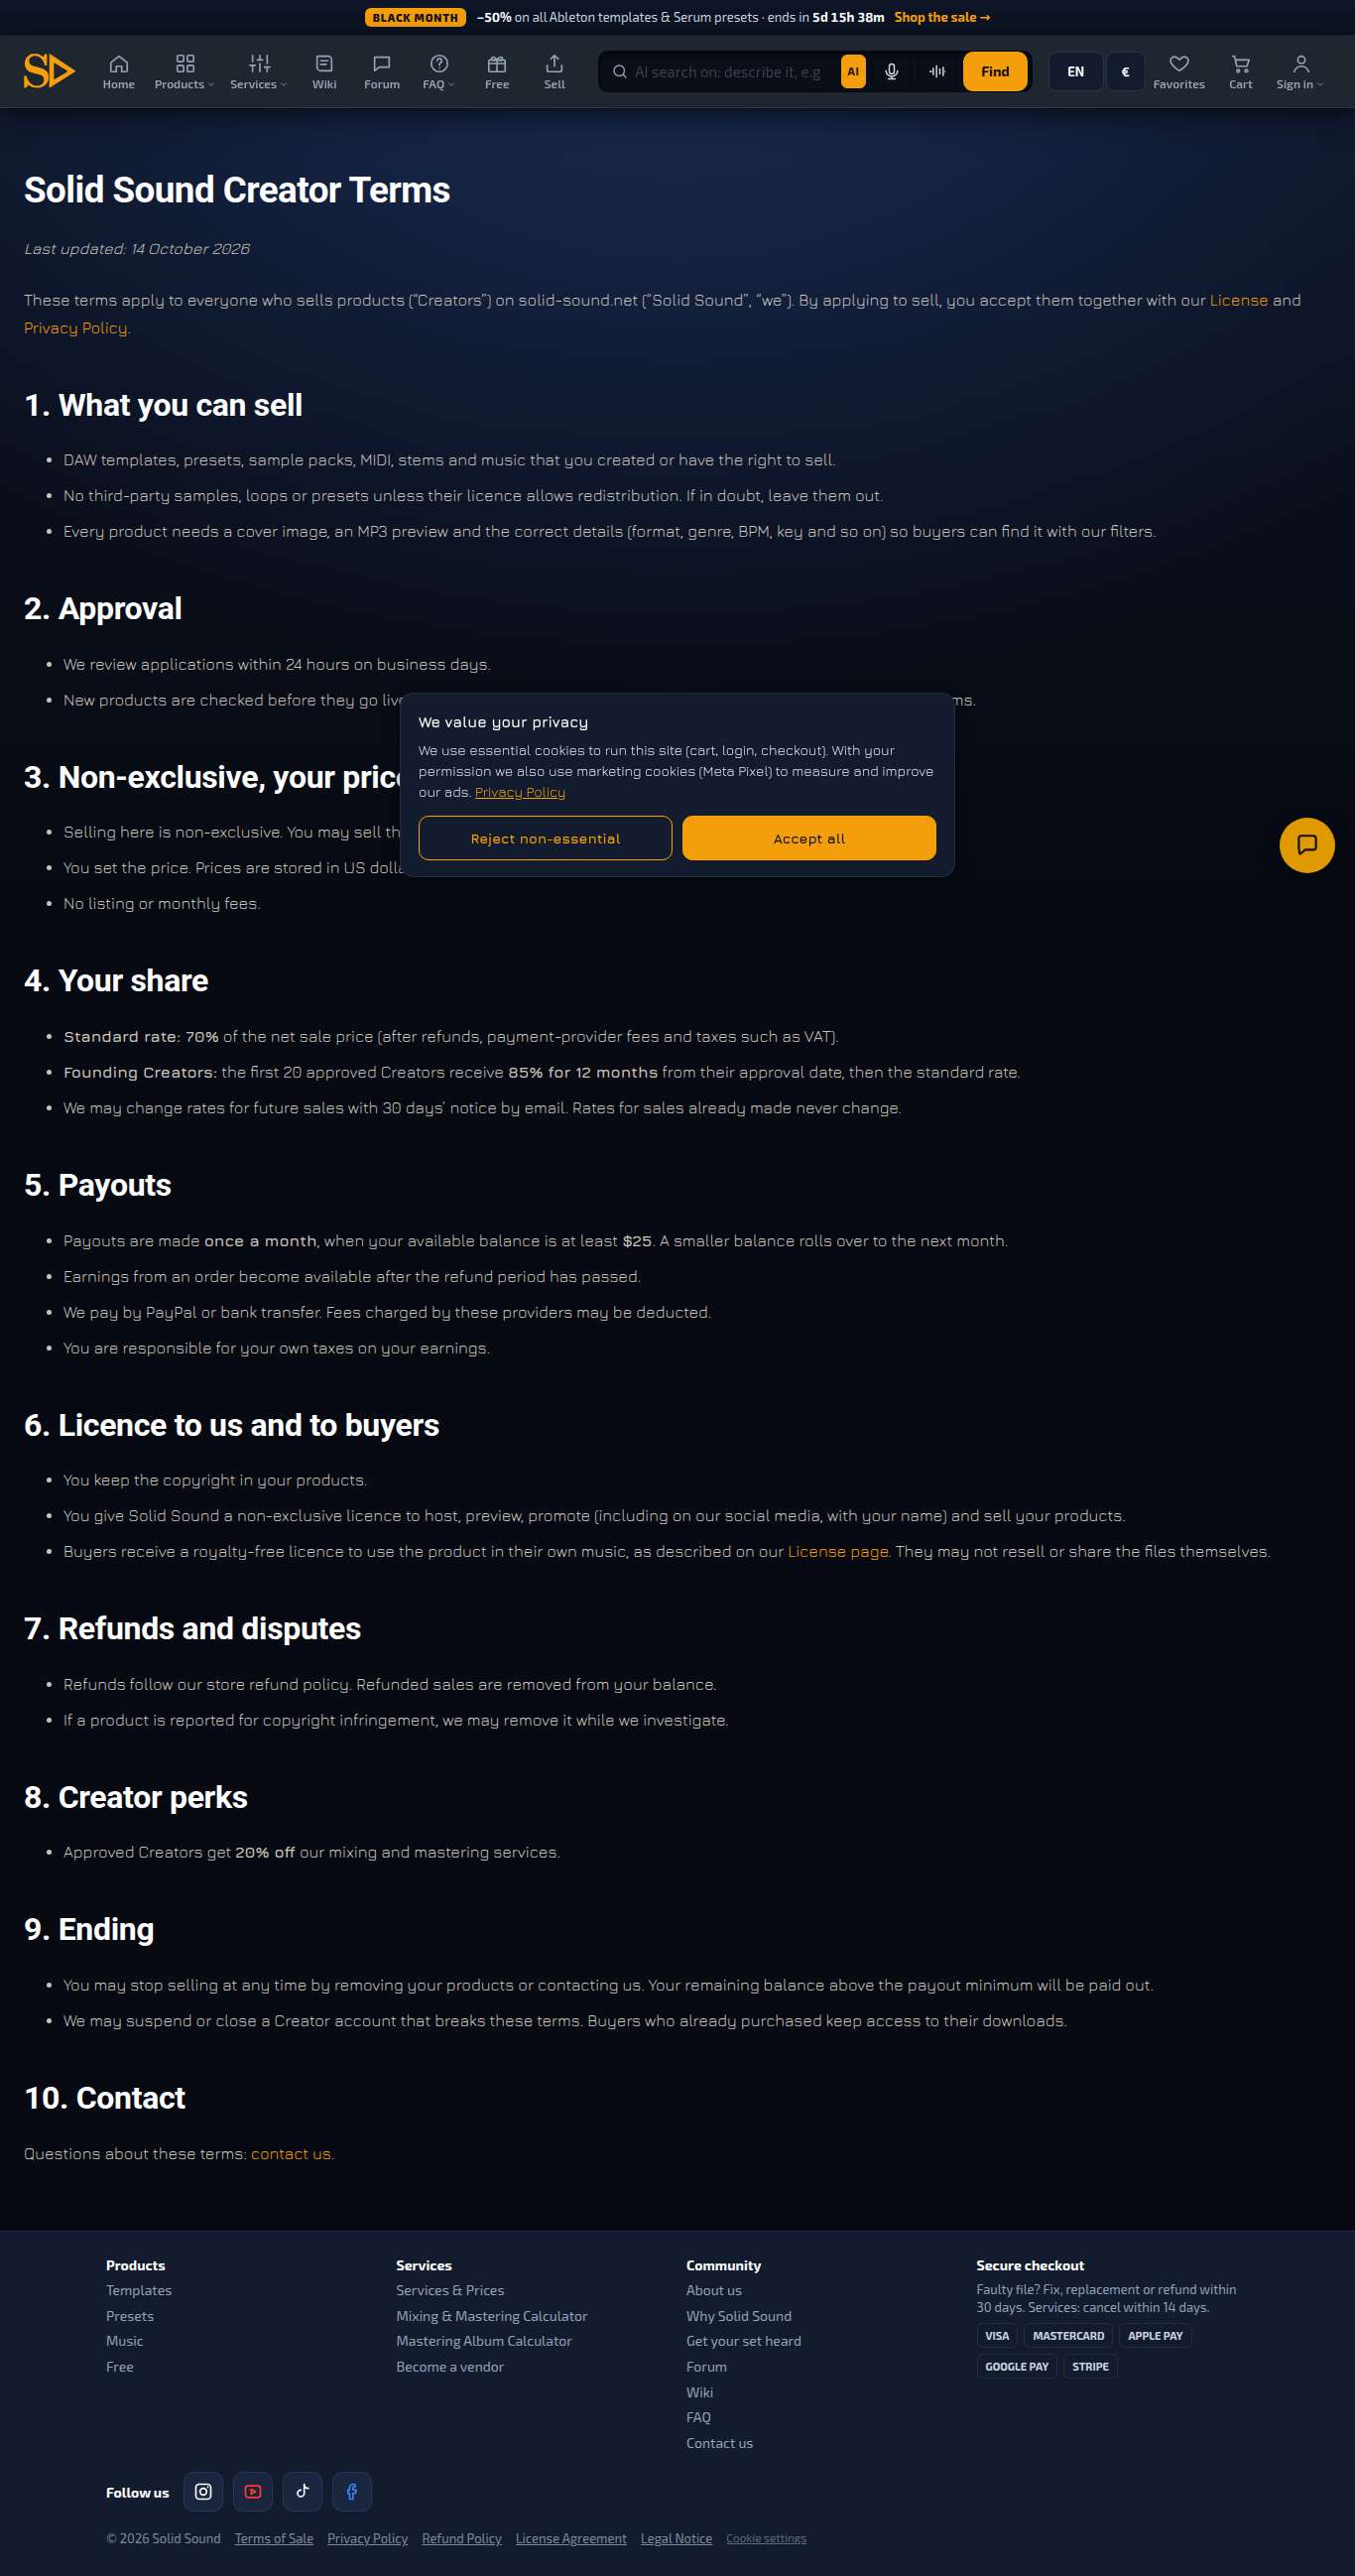 BLACK MONTH −50% on all Ableton templates & Serum presets · ends in 5d 15h 38m Shop the sale →
Home Products Services Wiki Forum FAQ Free Sell AI search on: describe it, e.g AI Find EN € Favorites Cart Sign in
Solid Sound Creator Terms
Last updated: 14 October 2026
These terms apply to everyone who sells products (“Creators”) on solid-sound.net (“Solid Sound”, “we”). By applying to sell, you accept them together with our License and
Privacy Policy.
1. What you can sell
• DAW templates, presets, sample packs, MIDI, stems and music that you created or have the right to sell.
• No third-party samples, loops or presets unless their licence allows redistribution. If in doubt, leave them out.
• Every product needs a cover image, an MP3 preview and the correct details (format, genre, BPM, key and so on) so buyers can find it with our filters.
2. Approval
• We review applications within 24 hours on business days.
• New products are checked before they go
We value your privacy
We use essential cookies to run this site (cart, login, checkout). With your
permission we also use marketing cookies (Meta Pixel) to measure and improve
our ads. Privacy Policy
Reject non-essential Accept all
3. Non-exclusive, your
• Selling here is non-exclusive. You may sell
• You set the price. Prices are stored in US
• No listing or monthly fees.
4. Your share
• Standard rate: 70% of the net sale price (after refunds, payment-provider fees and taxes such as VAT).
• Founding Creators: the first 20 approved Creators receive 85% for 12 months from their approval date, then the standard rate.
• We may change rates for future sales with 30 days’ notice by email. Rates for sales already made never change.
5. Payouts
• Payouts are made once a month, when your available balance is at least $25. A smaller balance rolls over to the next month.
• Earnings from an order become available after the refund period has passed.
• We pay by PayPal or bank transfer. Fees charged by these providers may be deducted.
• You are responsible for your own taxes on your earnings.
6. Licence to us and to buyers
• You keep the copyright in your products.
• You give Solid Sound a non-exclusive licence to host, preview, promote (including on our social media, with your name) and sell your products.
• Buyers receive a royalty-free licence to use the product in their own music, as described on our License page. They may not resell or share the files themselves.
7. Refunds and disputes
• Refunds follow our store refund policy. Refunded sales are removed from your balance.
• If a product is reported for copyright infringement, we may remove it while we investigate.
8. Creator perks
• Approved Creators get 20% off our mixing and mastering services.
9. Ending
• You may stop selling at any time by removing your products or contacting us. Your remaining balance above the payout minimum will be paid out.
• We may suspend or close a Creator account that breaks these terms. Buyers who already purchased keep access to their downloads.
10. Contact
Questions about these terms: contact us.
Products
Templates
Presets
Music
Free
Services
Services & Prices
Mixing & Mastering Calculator
Mastering Album Calculator
Become a vendor
Community
About us
Why Solid Sound
Get your set heard
Forum
Wiki
FAQ
Contact us
Secure checkout
Faulty file? Fix, replacement or refund within
30 days. Services: cancel within 14 days.
VISA MASTERCARD APPLE PAY
GOOGLE PAY STRIPE
Follow us
© 2026 Solid Sound Terms of Sale Privacy Policy Refund Policy License Agreement Legal Notice Cookie settings